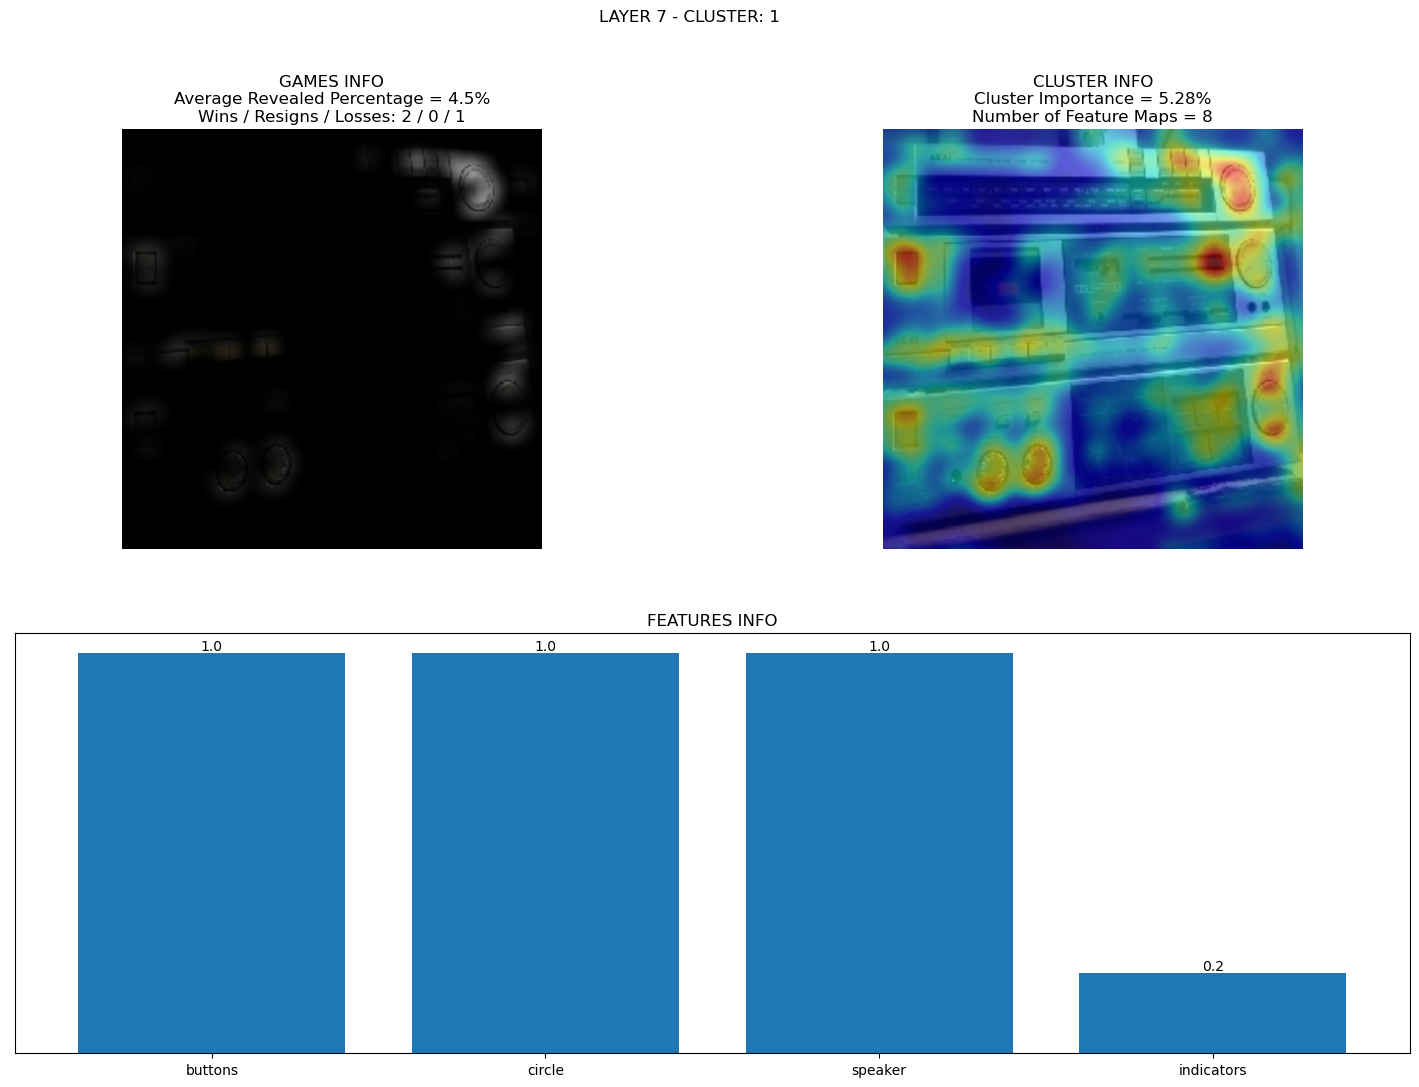 LAYER 7 - CLUSTER: 1
GAMES INFO
Average Revealed Percentage = 4.5%
Wins / Resigns / Losses: 2 / 0 / 1
CLUSTER INFO
Cluster Importance = 5.28%
Number of Feature Maps = 8
AKAI
FEATURES INFO
1.0
1.0
1.0
0.2
buttons
circle
speaker
indicators